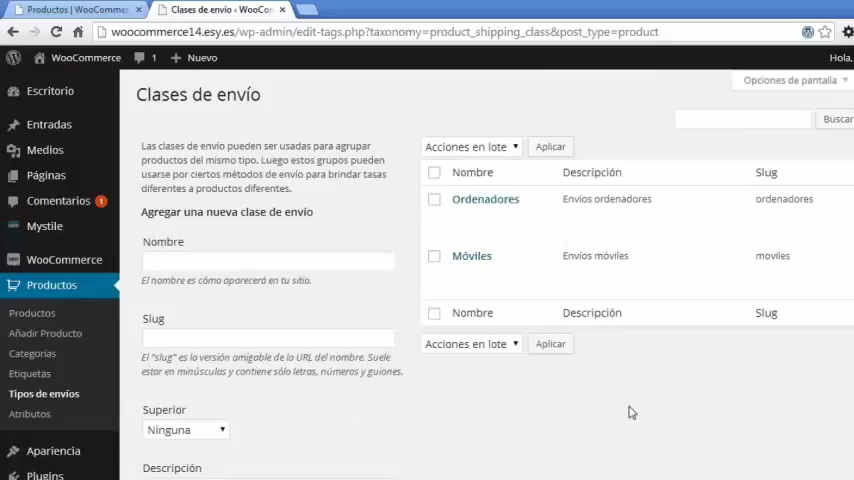 Productos | WooCommerc ×
Clases de envío ‹ WooCor ×
woocommerce14.esy.es/wp-admin/edit-tags.php?taxonomy=product_shipping_class&post_type=product
WooCommerce
1
+ Nuevo
Hola,
Escritorio
Entradas
Medios
Páginas
Comentarios 1
Mystile
WooCommerce
Productos
Productos
Añadir Producto
Categorías
Etiquetas
Tipos de envíos
Atributos
Apariencia
Plugins
Opciones de pantalla
Clases de envío
Buscar
Las clases de envío pueden ser usadas para agrupar
productos del mismo tipo. Luego estos grupos pueden
usarse por ciertos métodos de envío para brindar tasas
diferentes a productos diferentes.
Agregar una nueva clase de envío
Nombre
El nombre es cómo aparecerá en tu sitio.
Slug
El "slug" es la versión amigable de la URL del nombre. Suele
estar en minúsculas y contiene sólo letras, números y guiones.
Superior
Ninguna
Descripción
Acciones en lote
Aplicar
Nombre Descripción Slug
Ordenadores Envíos ordenadores ordenadores
Móviles Envíos móviles moviles
Nombre Descripción Slug
Acciones en lote
Aplicar